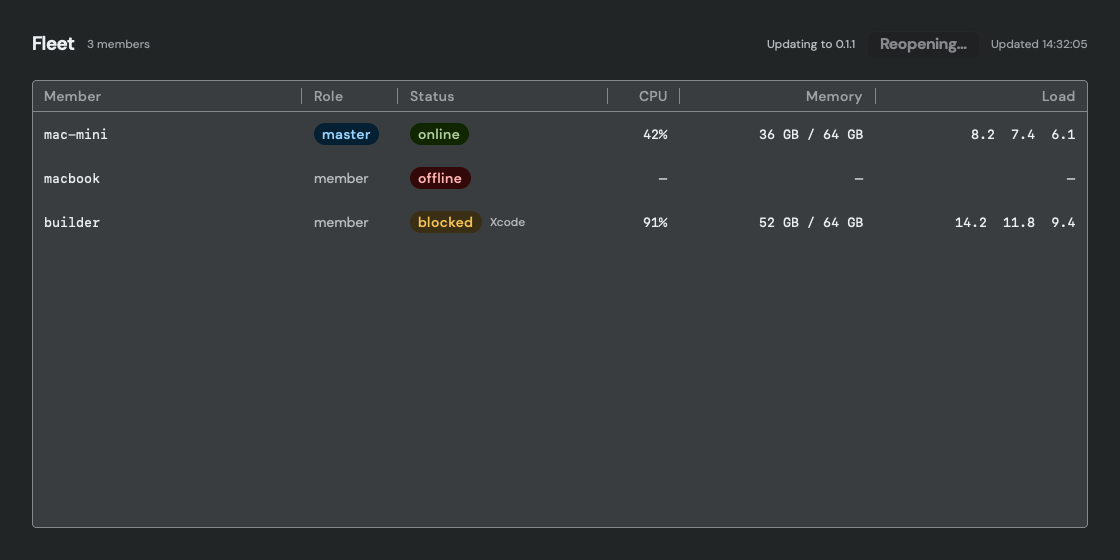 Fleet 3 members Updating to 0.1.1 Reopening... Updated 14:32:05
Member Role Status CPU Memory Load
mac-mini master online 42% 36 GB / 64 GB 8.2 7.4 6.1
macbook member offline — — —
builder member blocked Xcode 91% 52 GB / 64 GB 14.2 11.8 9.4